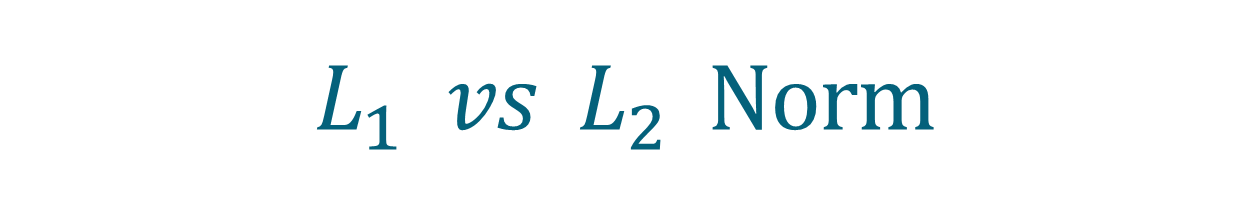 L₁ vs L₂ Norm